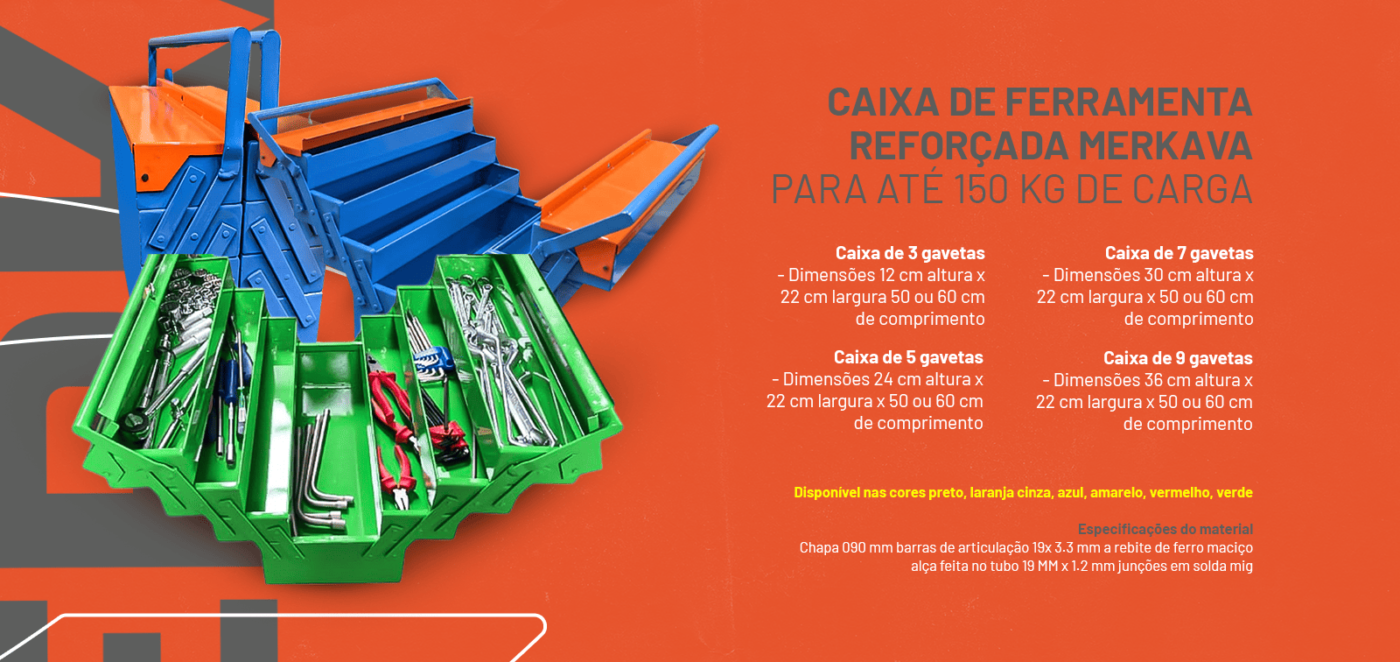 CAIXA DE FERRAMENTA
REFORÇADA MERKAVA
PARA ATÉ 150 KG DE CARGA
Caixa de 3 gavetas
- Dimensões 12 cm altura x
22 cm largura 50 ou 60 cm
de comprimento
Caixa de 5 gavetas
- Dimensões 24 cm altura x
22 cm largura x 50 ou 60 cm
de comprimento
Caixa de 7 gavetas
- Dimensões 30 cm altura x
22 cm largura x 50 ou 60 cm
de comprimento
Caixa de 9 gavetas
- Dimensões 36 cm altura x
22 cm largura x 50 ou 60 cm
de comprimento
Disponível nas cores preto, laranja cinza, azul, amarelo, vermelho, verde
Especificações do material
Chapa 090 mm barras de articulação 19x 3.3 mm a rebite de ferro maciço
alça feita no tubo 19 MM x 1.2 mm junções em solda mig